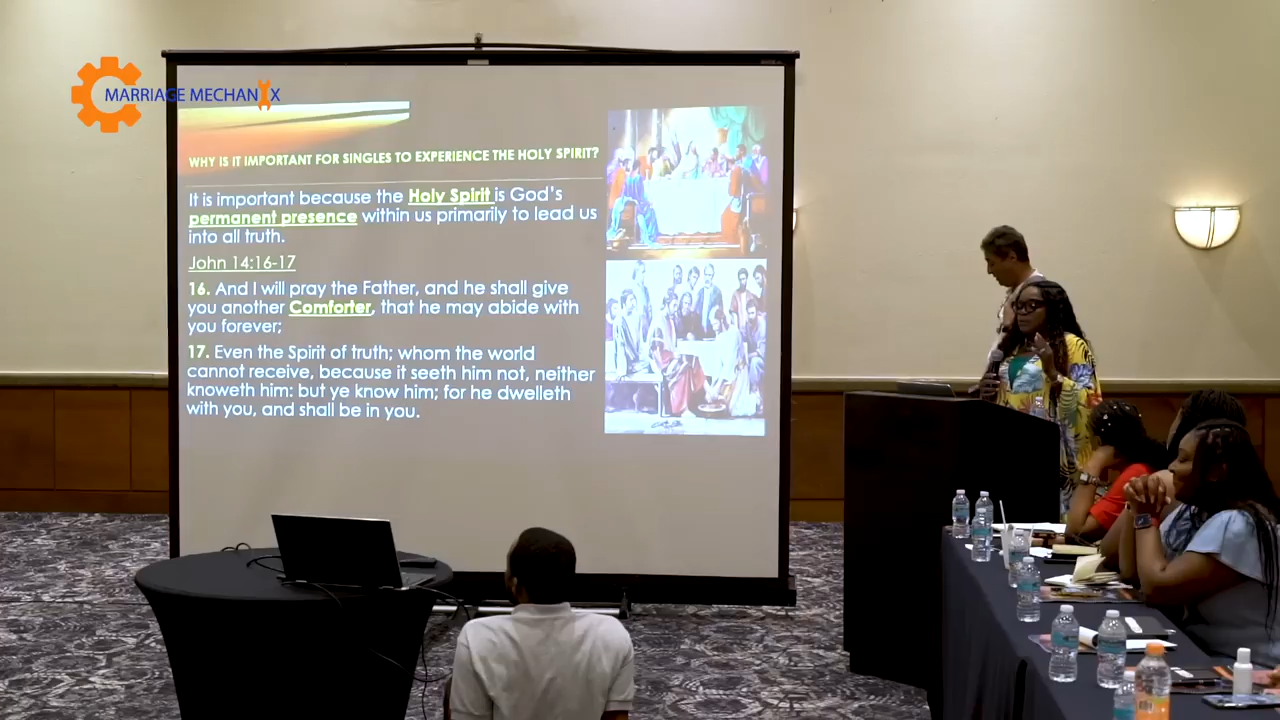 MARRIAGE MECHANIX
WHY IS IT IMPORTANT FOR SINGLES TO EXPERIENCE THE HOLY SPIRIT?
It is important because the Holy Spirit is God's
permanent presence within us primarily to lead us
into all truth.
John 14:16-17
16. And I will pray the Father, and he shall give
you another Comforter, that he may abide with
you forever;
17. Even the Spirit of truth; whom the world
cannot receive, because it seeth him not, neither
knoweth him: but ye know him; for he dwelleth
with you, and shall be in you.